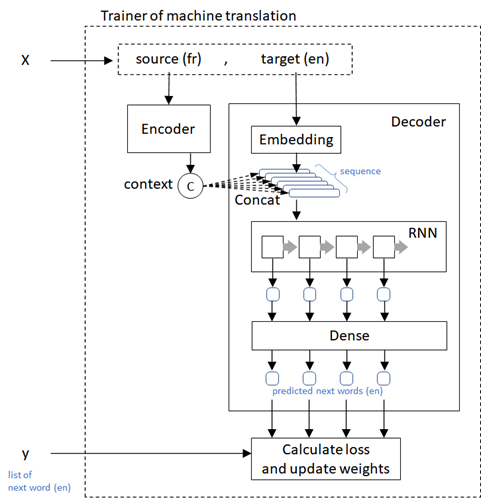 Trainer of machine translation
X
source (fr) , target (en)
Encoder
Decoder
Embedding
context
C
sequence
Concat
RNN
Dense
predicted next words (en)
y
Calculate loss
and update weights
list of
next word (en)